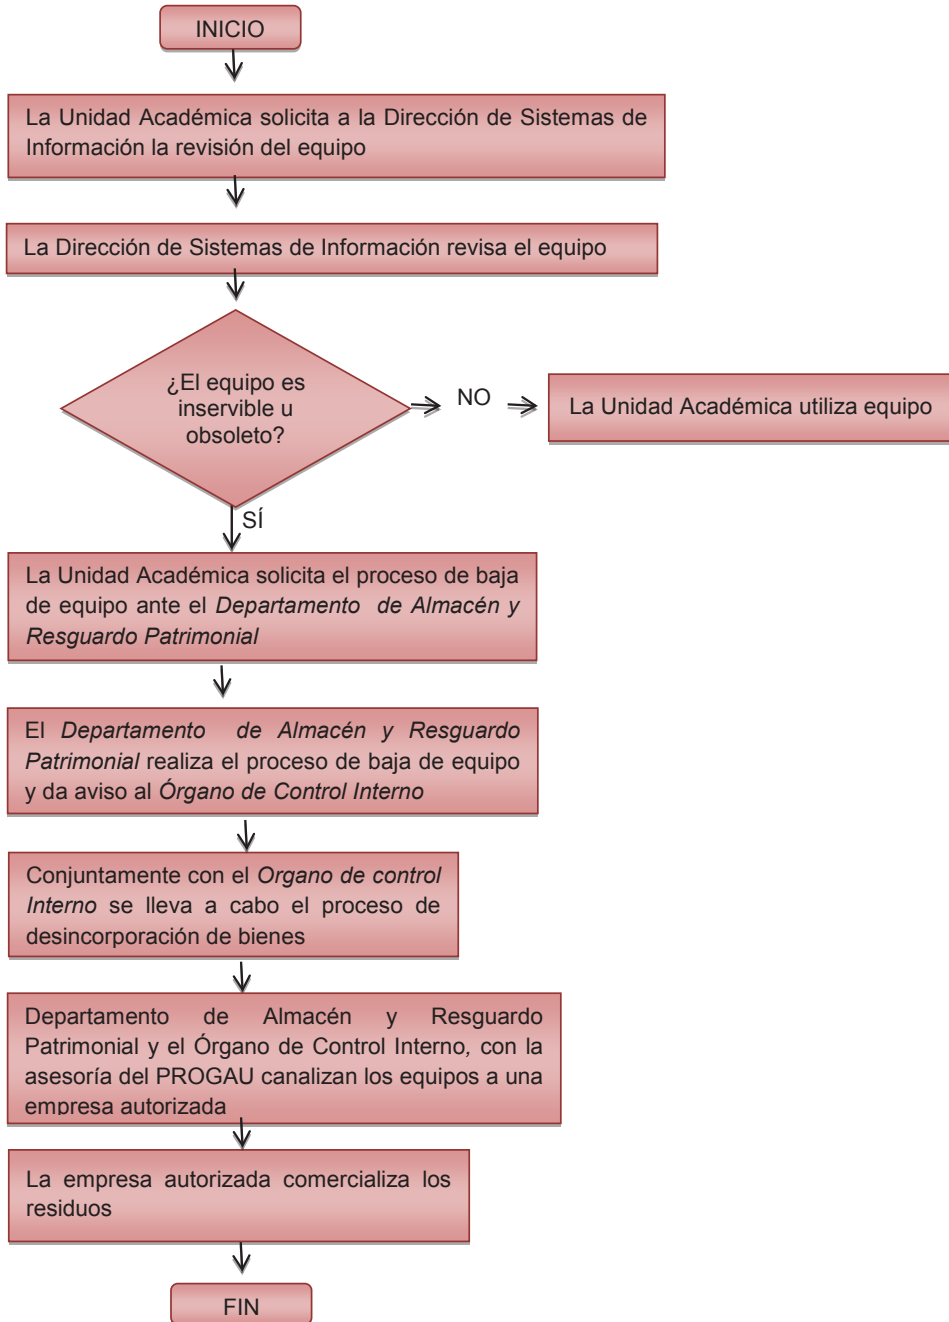 INICIO
La Unidad Académica solicita a la Dirección de Sistemas de
Información la revisión del equipo
La Dirección de Sistemas de Información revisa el equipo
¿El equipo es
inservible u
obsoleto?
NO
La Unidad Académica utiliza equipo
SÍ
La Unidad Académica solicita el proceso de baja
de equipo ante el Departamento de Almacén y
Resguardo Patrimonial
El Departamento de Almacén y Resguardo
Patrimonial realiza el proceso de baja de equipo
y da aviso al Órgano de Control Interno
Conjuntamente con el Organo de control
Interno se lleva a cabo el proceso de
desincorporación de bienes
Departamento de Almacén y Resguardo
Patrimonial y el Órgano de Control Interno, con la
asesoría del PROGAU canalizan los equipos a una
empresa autorizada
La empresa autorizada comercializa los
residuos
FIN